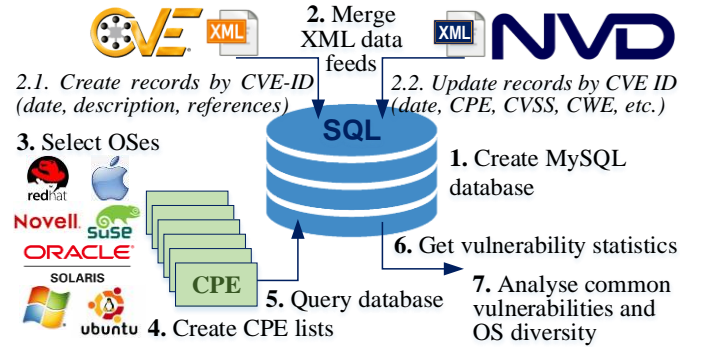 CVE
XML
2. Merge
XML data
feeds
XML
NVD
2.1. Create records by CVE-ID
(date, description, references)
2.2. Update records by CVE ID
(date, CPE, CVSS, CWE, etc.)
SQL
3. Select OSes
redhat
Novell.
SUSE
ORACLE
SOLARIS
ubuntu
1. Create MySQL
database
CPE
4. Create CPE lists
5. Query database
6. Get vulnerability statistics
7. Analyse common
vulnerabilities and
OS diversity